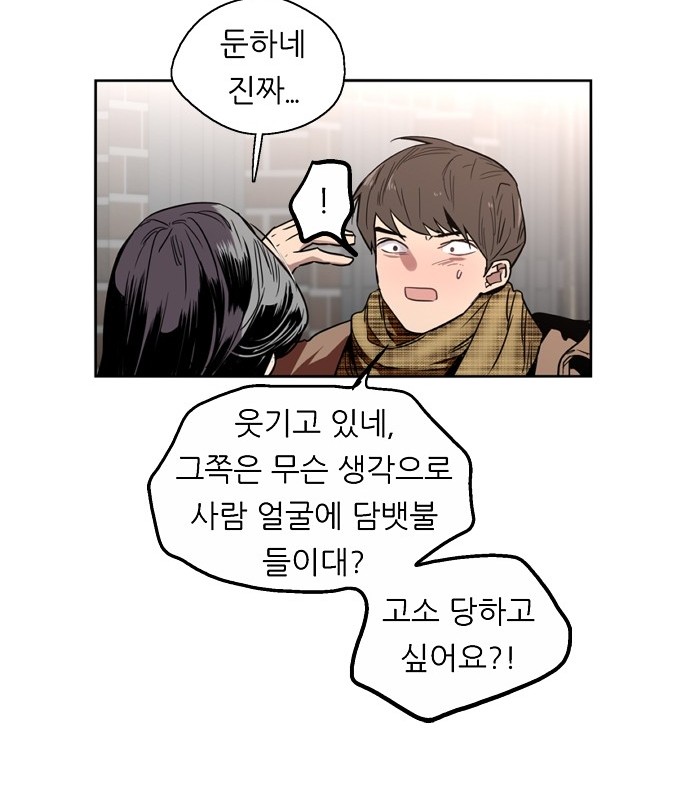 둔하네
진짜...
!
웃기고 있네,
그쪽은 무슨 생각으로
사람 얼굴에 담뱃불
들이대?
고소 당하고
싶어요?!